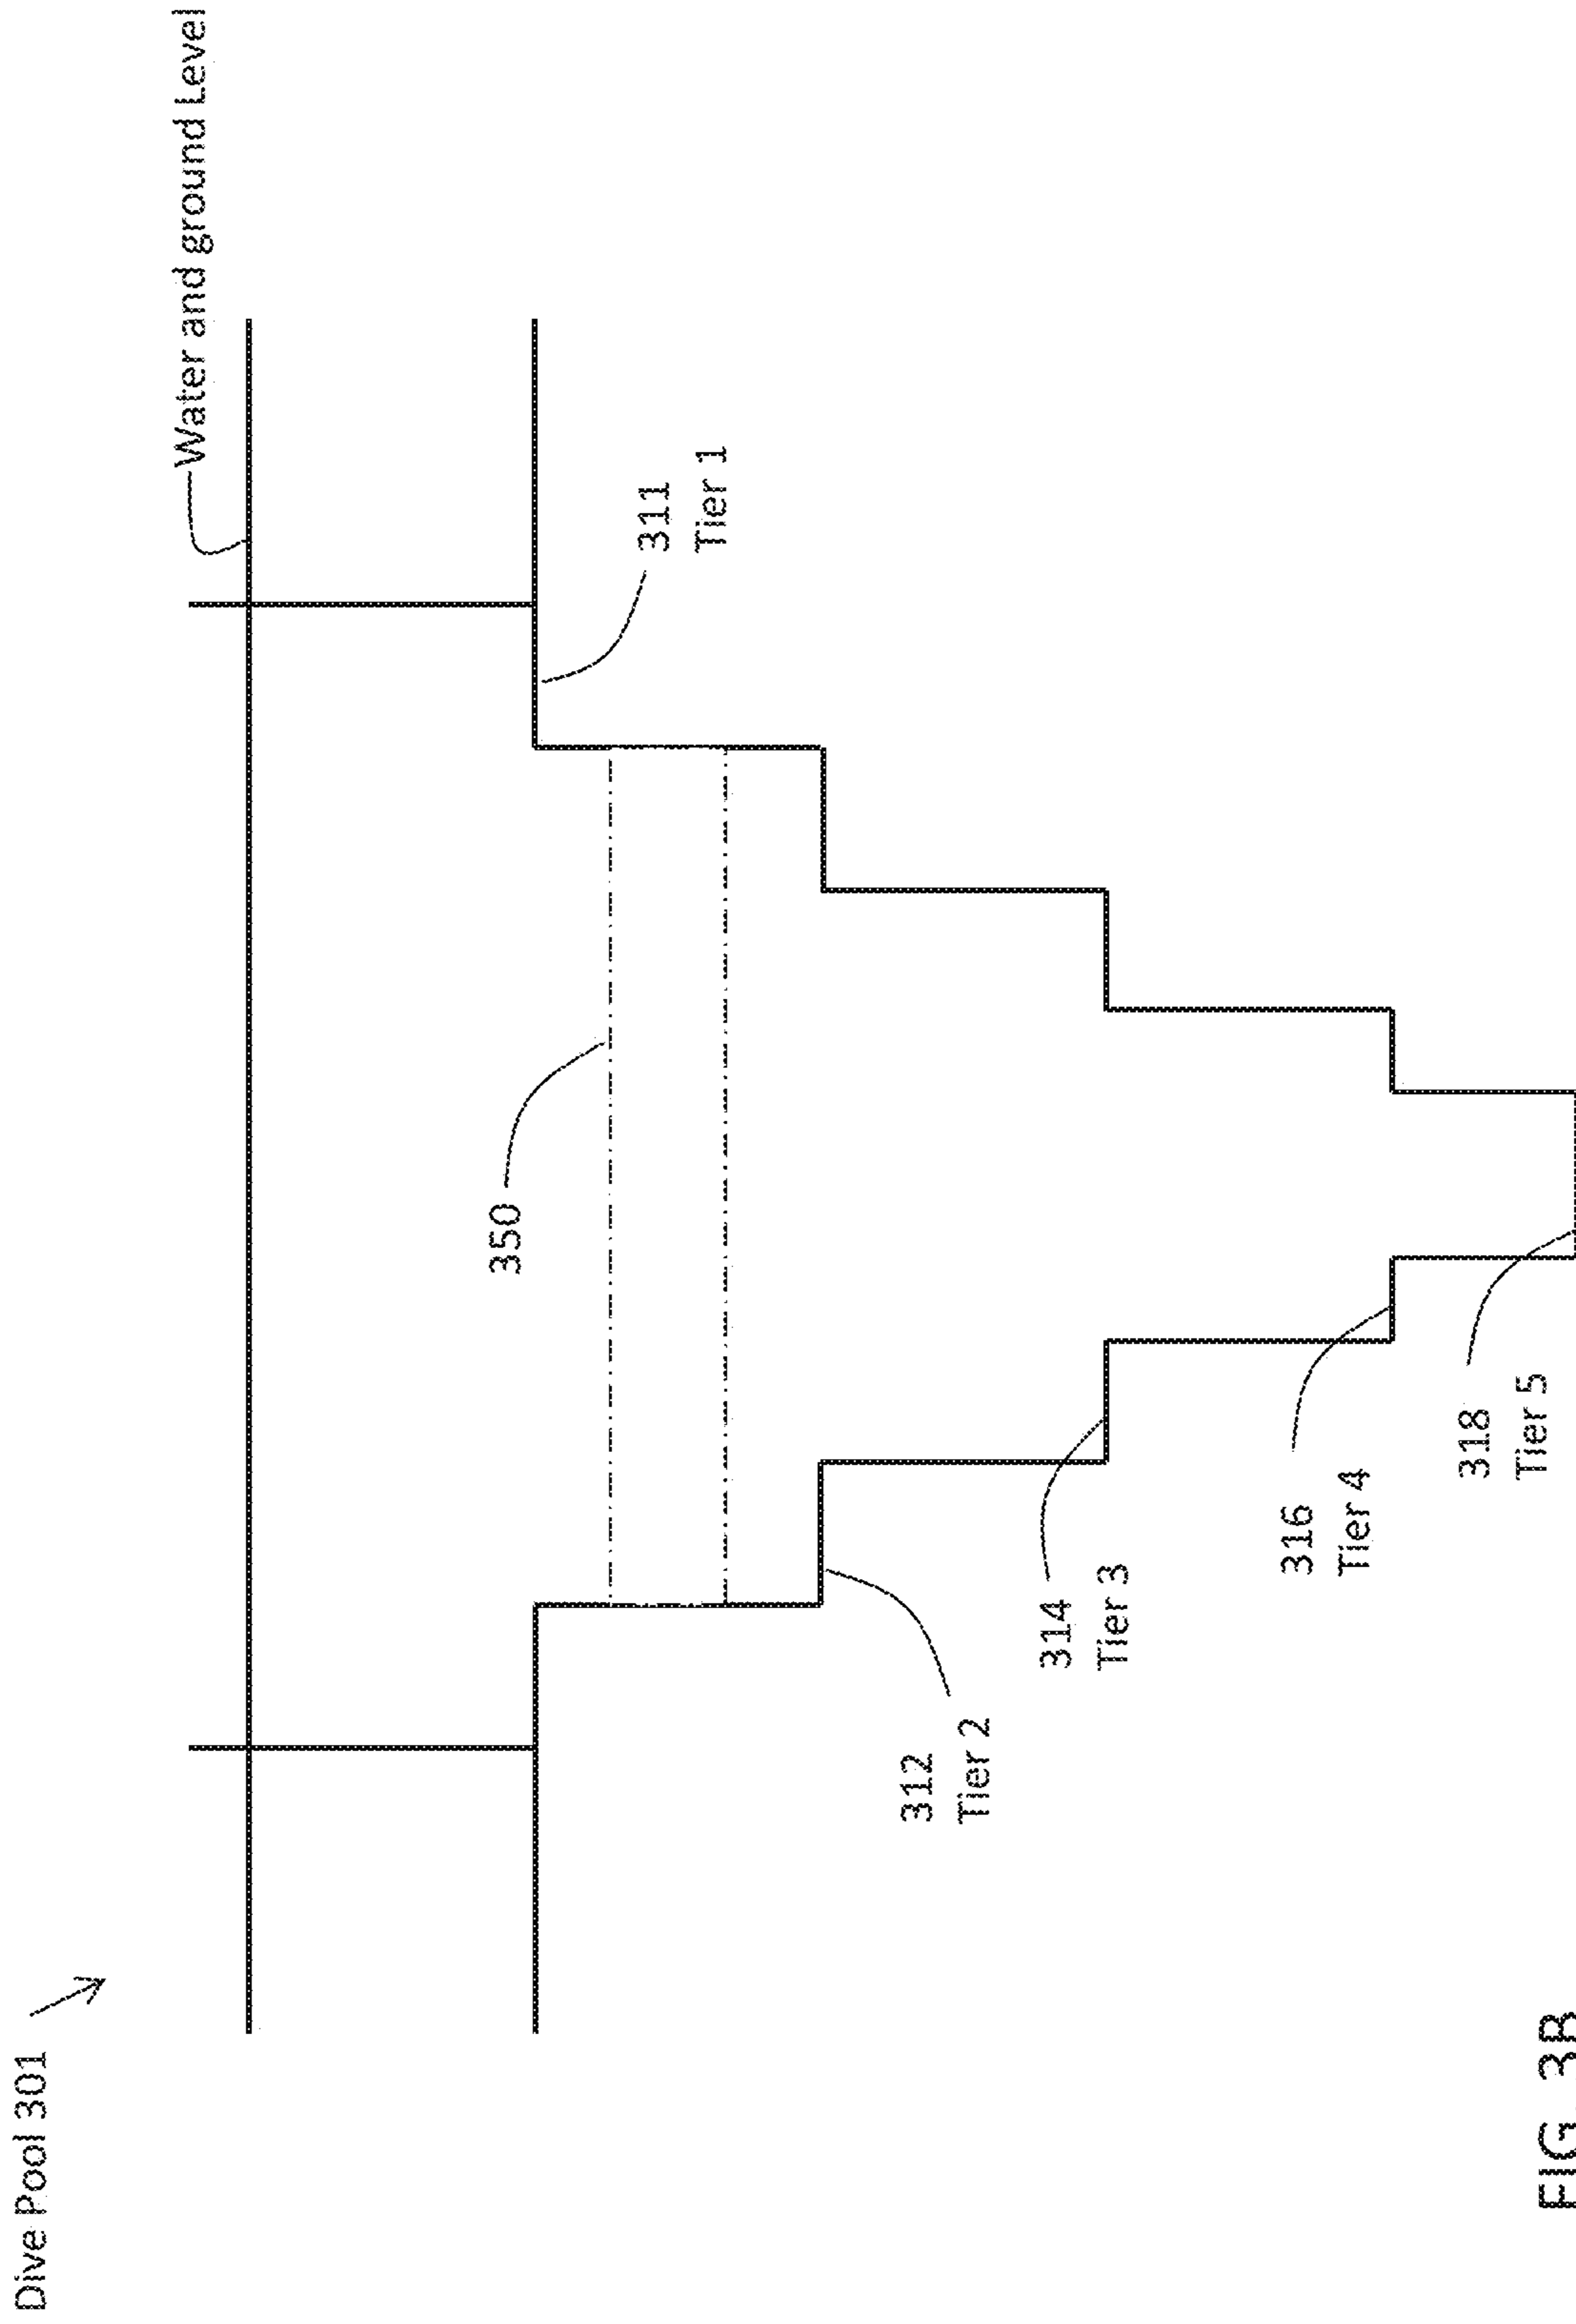 Dive Pool 301
Water and ground Level
350
311
Tier 1
312
Tier 2
314
Tier 3
316
Tier 4
318
Tier 5
FIG. 3B